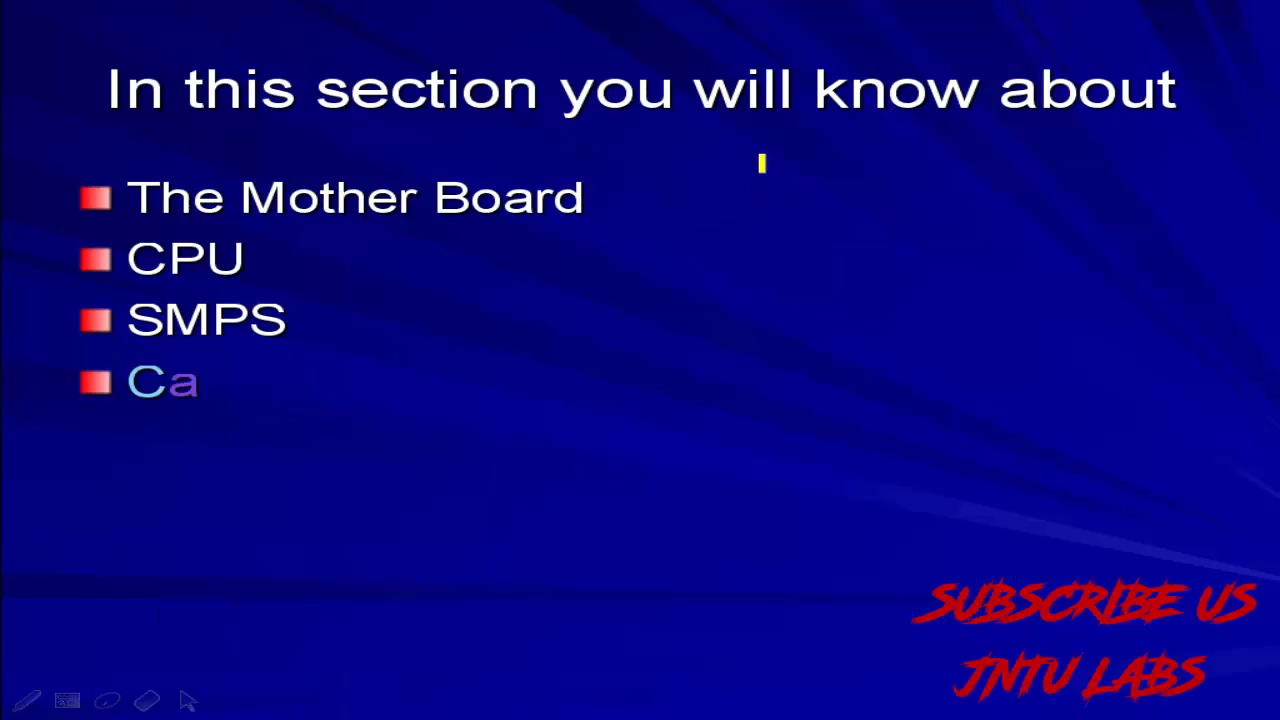 In this section you will know about
The Mother Board
CPU
SMPS
Ca
SUBSCRIBE US
JNTU LABS